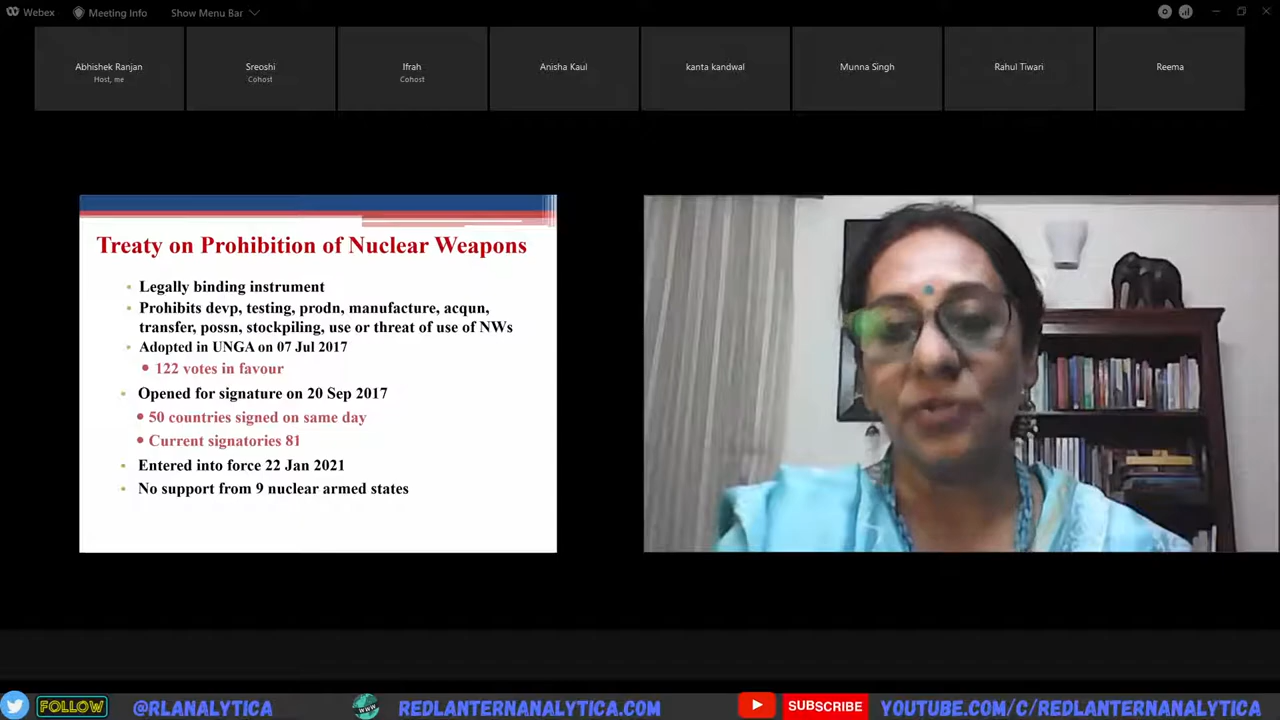 Webex
Meeting Info
Show Menu Bar
Abhishek Ranjan
Host, me
Sreoshi
Cohost
Ifrah
Cohost
Anisha Kaul
kanta kandwal
Munna Singh
Rahul Tiwari
Reema
Treaty on Prohibition of Nuclear Weapons
• Legally binding instrument
• Prohibits devp, testing, prodn, manufacture, acqun,
transfer, possn, stockpiling, use or threat of use of NWs
• Adopted in UNGA on 07 Jul 2017
• 122 votes in favour
• Opened for signature on 20 Sep 2017
• 50 countries signed on same day
• Current signatories 81
• Entered into force 22 Jan 2021
• No support from 9 nuclear armed states
FOLLOW
@RLANALYTICA
WWW
REDLANTERNANALYTICA.COM
SUBSCRIBE
YOUTUBE.COM/C/REDLANTERNANALYTICA